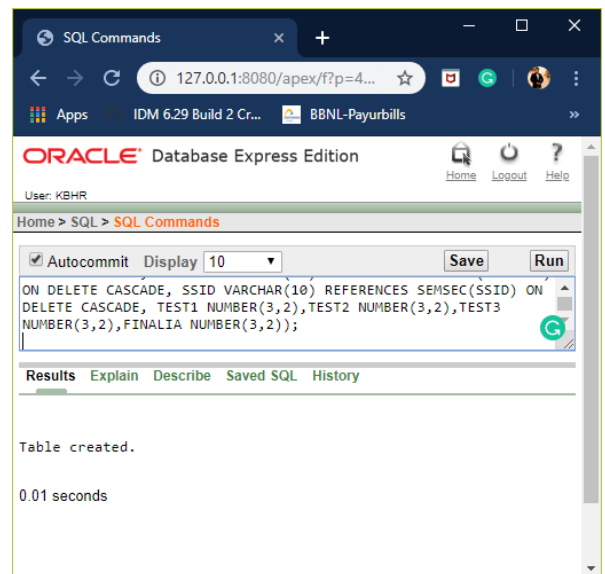 SQL Commands
127.0.0.1:8080/apex/f?p=4...
Apps IDM 6.29 Build 2 Cr... BBNL-Payurbills »
ORACLE Database Express Edition
Home Logout Help
User: KBHR
Home > SQL > SQL Commands
Autocommit Display 10 Save Run
ON DELETE CASCADE, SSID VARCHAR(10) REFERENCES SEMSEC(SSID) ON
DELETE CASCADE, TEST1 NUMBER(3,2),TEST2 NUMBER(3,2),TEST3
NUMBER(3,2),FINALIA NUMBER(3,2));
Results Explain Describe Saved SQL History
Table created.
0.01 seconds